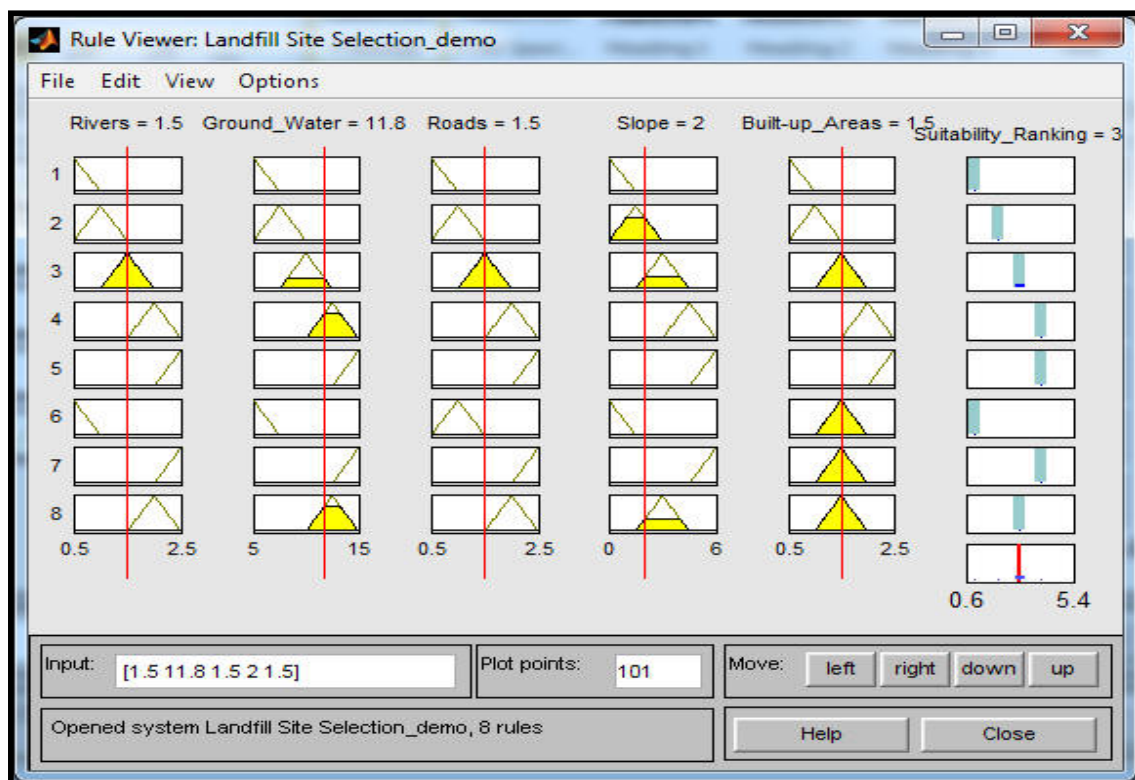 Rule Viewer: Landfill Site Selection_demo
File Edit View Options
Rivers = 1.5 Ground_Water = 11.8 Roads = 1.5 Slope = 2 Built-up_Areas = 1.5 Suitability_Ranking = 3
1
2
3
4
5
6
7
8
0.5 2.5 5 15 0.5 2.5 0 6 0.5 2.5
0.6 5.4
Input: [1.5 11.8 1.5 2 1.5] Plot points: 101 Move: left right down up
Opened system Landfill Site Selection_demo, 8 rules Help Close